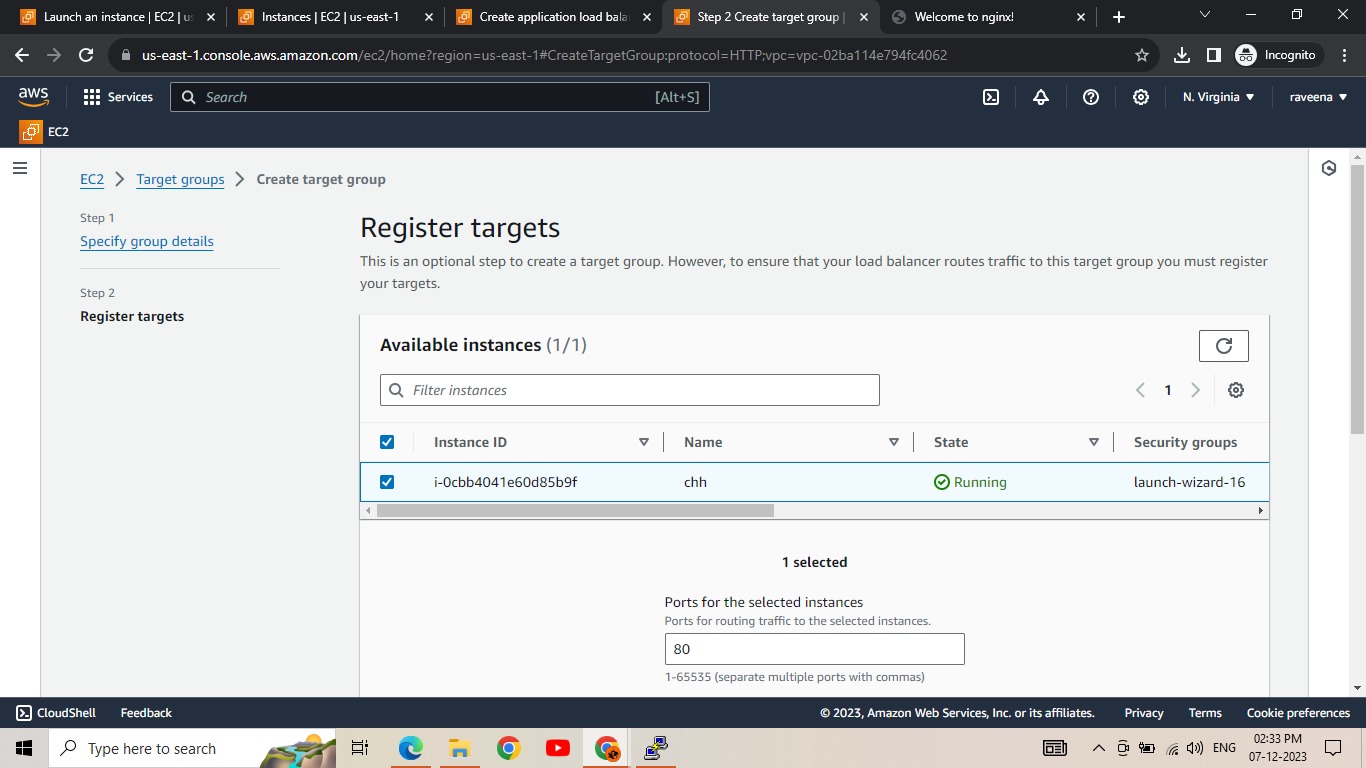 Launch an instance | EC2 | us
Instances | EC2 | us-east-1
Create application load bala
Step 2 Create target group |
Welcome to nginx!
us-east-1.console.aws.amazon.com/ec2/home?region=us-east-1#CreateTargetGroup:protocol=HTTP;vpc=vpc-02ba114e794fc4062
Incognito
aws
Services
Search
[Alt+S]
N. Virginia
raveena
EC2
EC2
Target groups
Create target group
Step 1
Specify group details
Step 2
Register targets
Register targets
This is an optional step to create a target group. However, to ensure that your load balancer routes traffic to this target group you must register
your targets.
Available instances (1/1)
Filter instances
1
Instance ID
Name
State
Security groups
i-0cbb4041e60d85b9f
chh
Running
launch-wizard-16
1 selected
Ports for the selected instances
Ports for routing traffic to the selected instances.
80
1-65535 (separate multiple ports with commas)
CloudShell
Feedback
© 2023, Amazon Web Services, Inc. or its affiliates.
Privacy
Terms
Cookie preferences
Type here to search
ENG
02:33 PM
07-12-2023